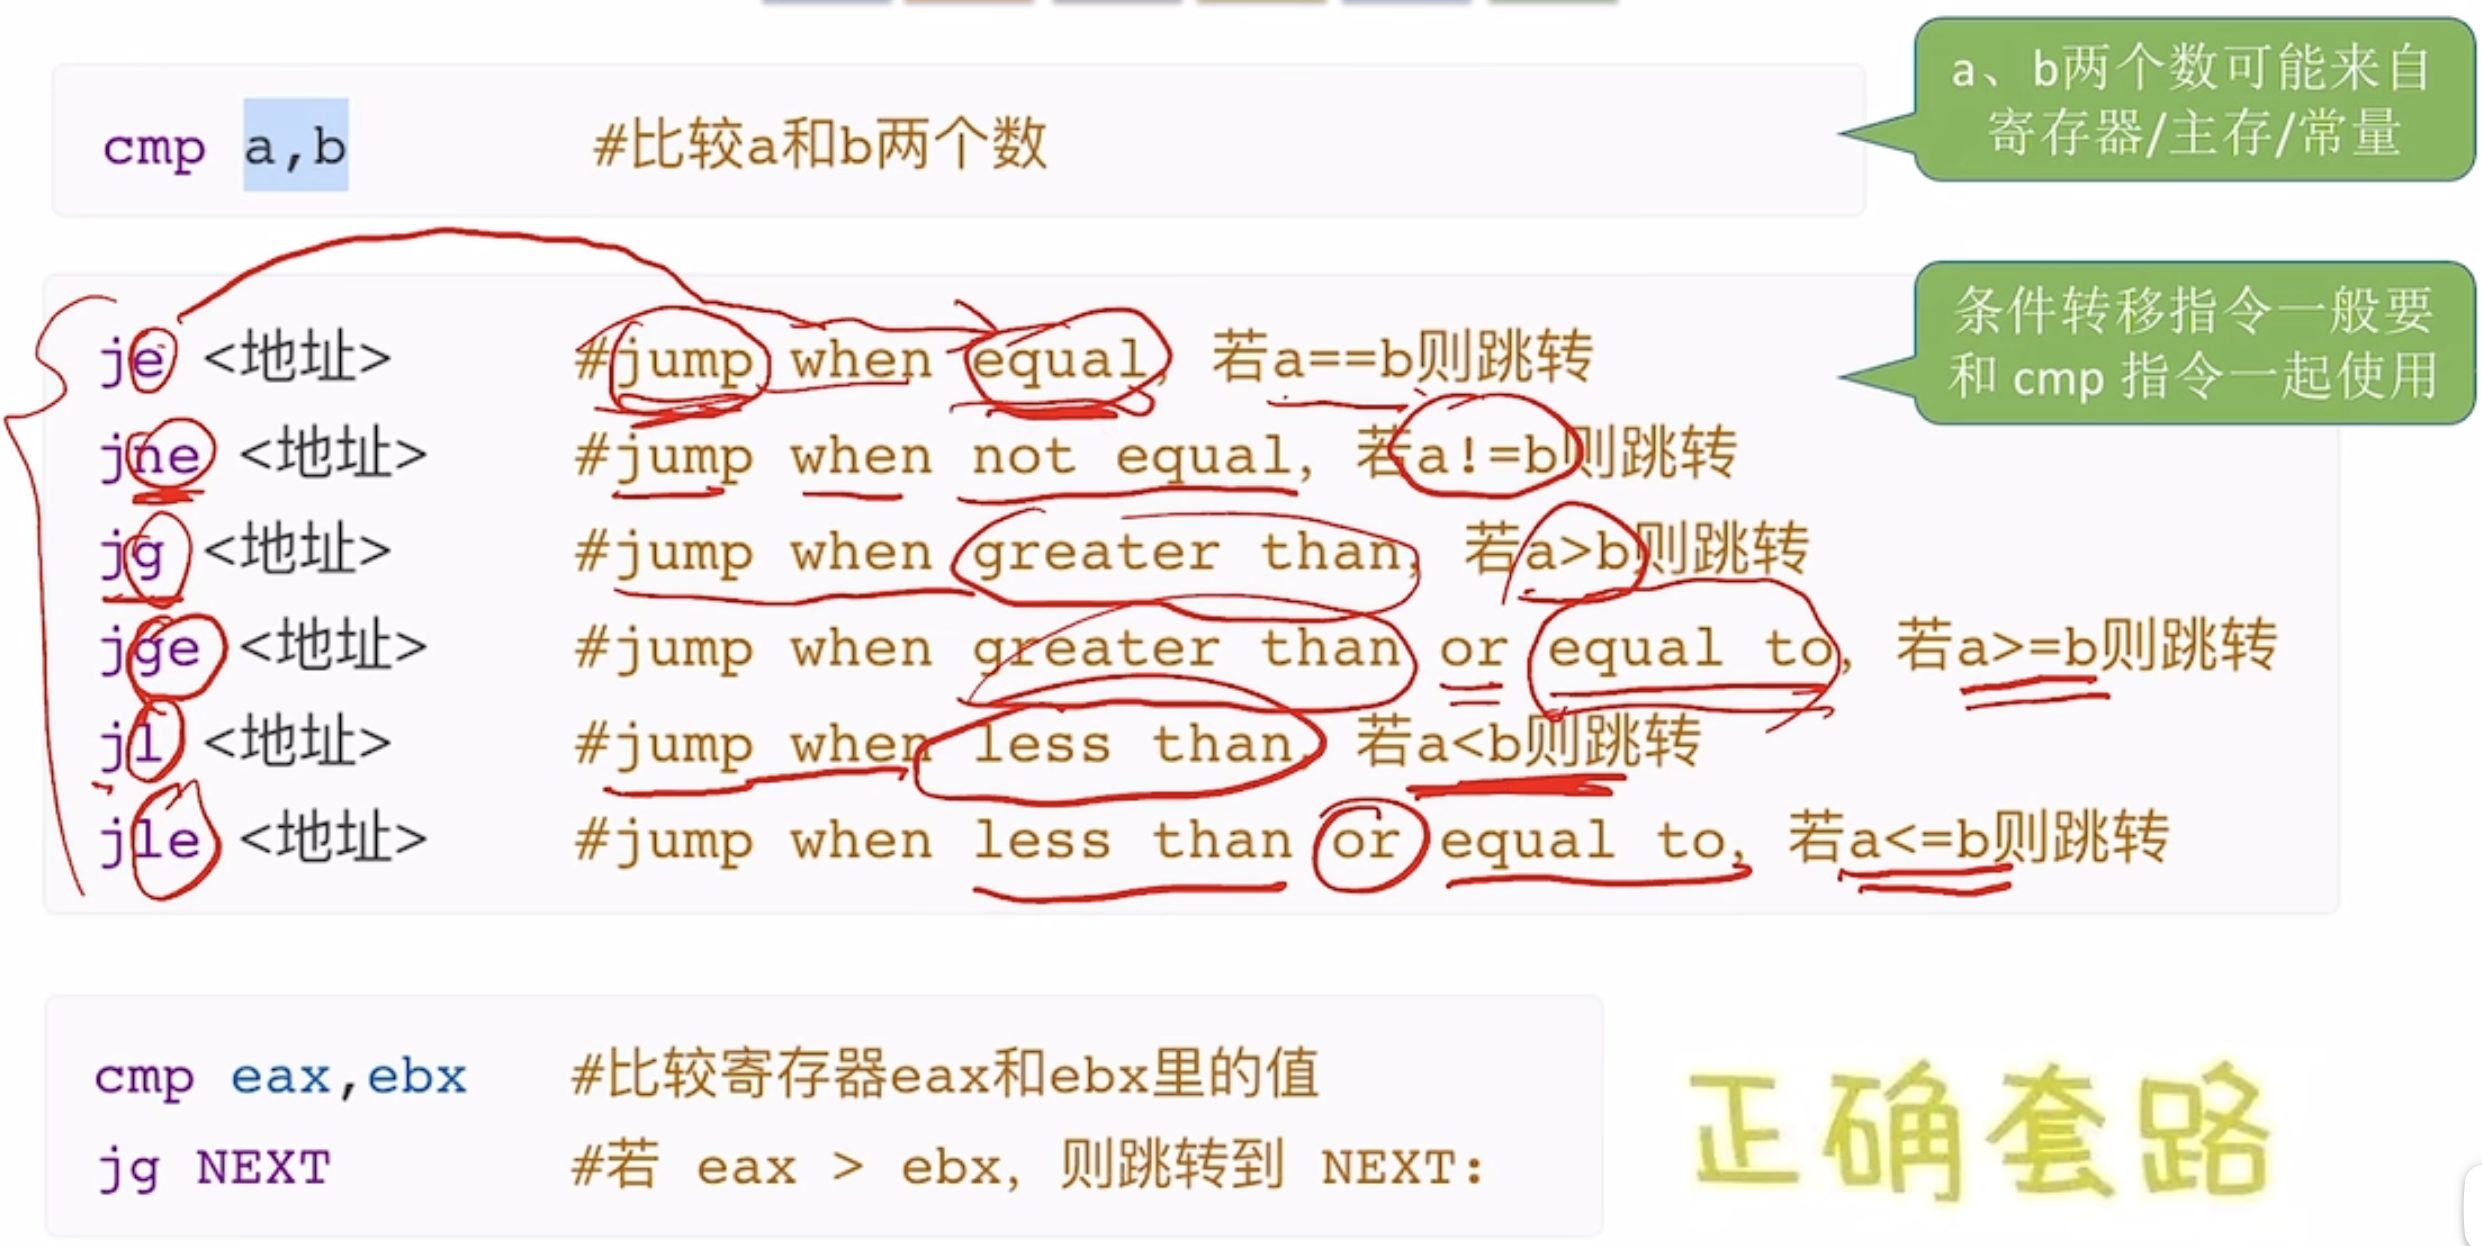 cmp a,b #比较a和b两个数
a、b两个数可能来自
寄存器/主存/常量
je <地址> #jump when equal, 若a==b则跳转
jne <地址> #jump when not equal, 若a!=b则跳转
jg <地址> #jump when greater than, 若a>b则跳转
jge <地址> #jump when greater than or equal to, 若a>=b则跳转
jl <地址> #jump when less than, 若a<b则跳转
jle <地址> #jump when less than or equal to, 若a<=b则跳转
条件转移指令一般要
和 cmp 指令一起使用
cmp eax,ebx #比较寄存器eax和ebx里的值
jg NEXT #若 eax > ebx, 则跳转到 NEXT:
正确套路